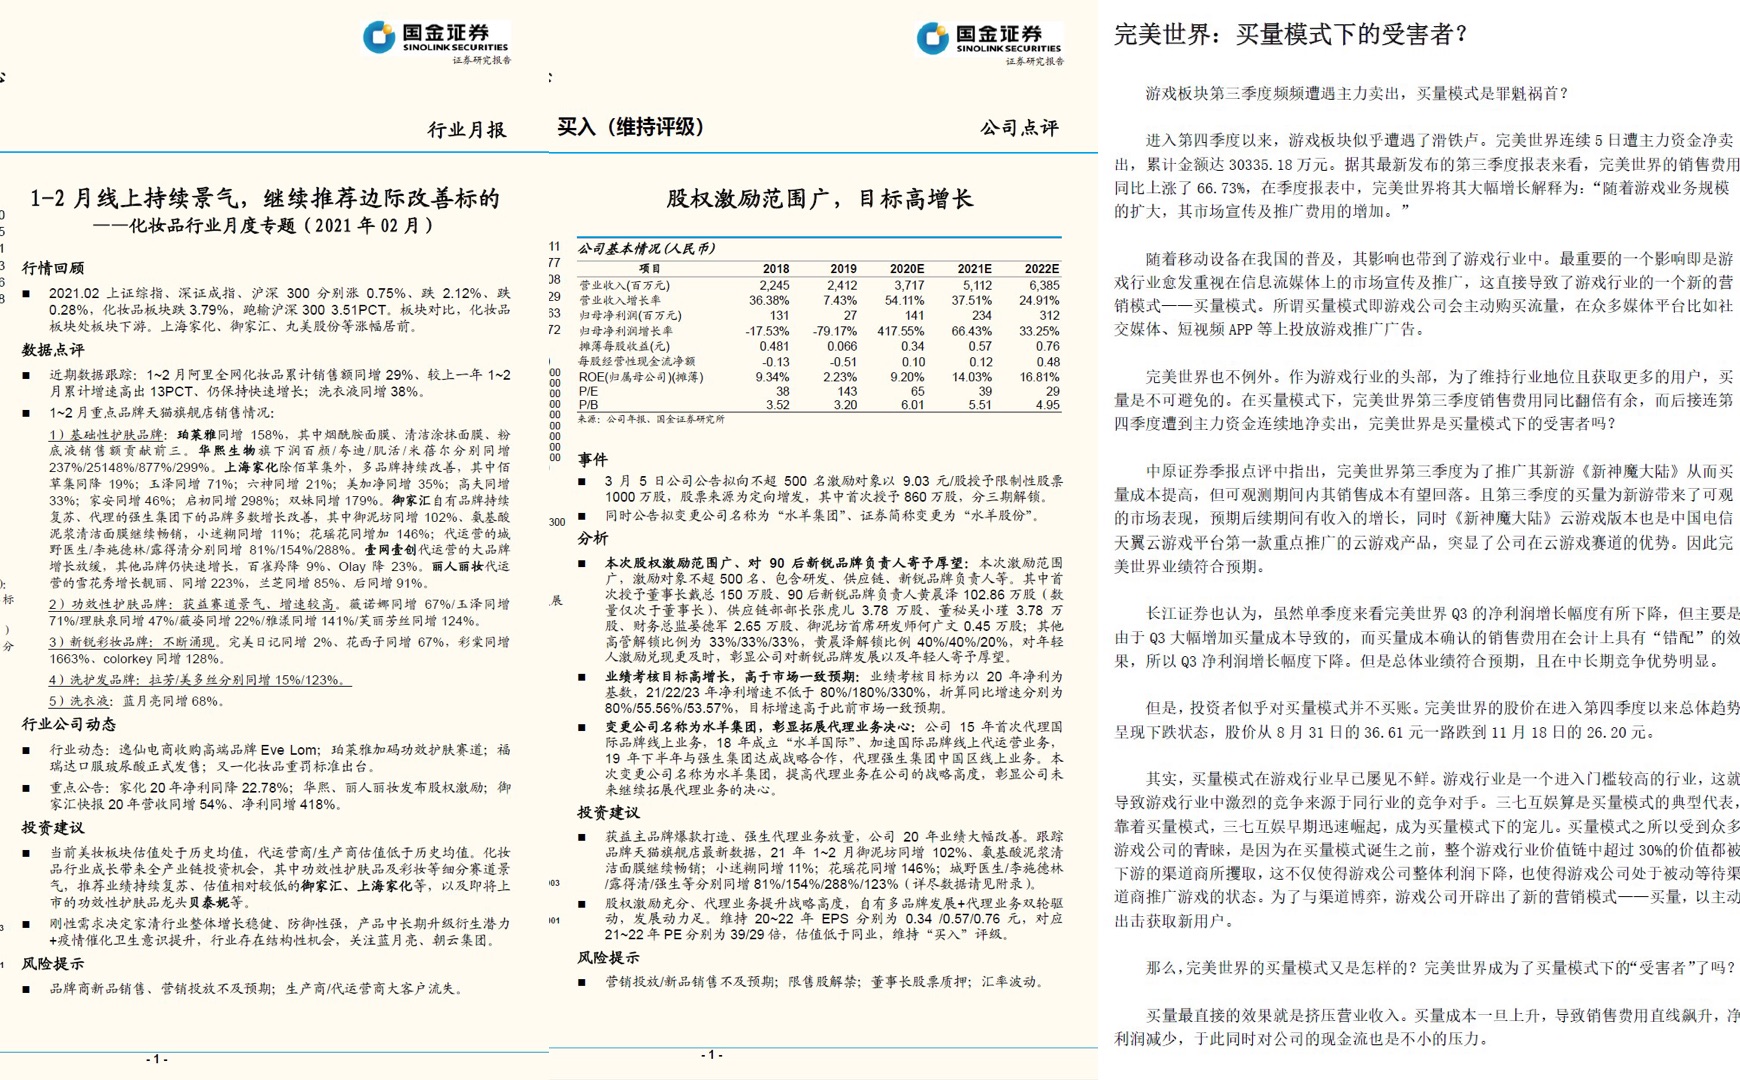 国金证券
SINOLINK SECURITIES
证券研究报告
行业月报
1-2 月线上持续景气，继续推荐边际改善标的
——化妆品行业月度专题（2021 年 02 月）
行情回顾
■ 2021.02 上证综指、深证成指、沪深 300 分别涨 0.75%、跌 2.12%、跌
0.28%，化妆品板块跌 3.79%，跑输沪深 300 3.51PCT。板块对比，化妆品
板块处板块下游。上海家化、御家汇、丸美股份等涨幅居前。
数据点评
■ 近期数据跟踪：1~2 月阿里全网化妆品累计销售额同增 29%、较上一年 1~2
月累计增速高出 13PCT、仍保持快速增长；洗衣液同增 38%。
■ 1~2 月重点品牌天猫旗舰店销售情况：
1）基础性护肤品牌：珀莱雅同增 158%，其中烟酰胺面膜、清洁涂抹面膜、粉
底液销售额贡献前三。华熙生物旗下润百颜/夸迪/肌活/米蓓尔分别同增
237%/25148%/877%/299%。上海家化除佰草集外，多品牌持续改善，其中佰
草集同降 19%；玉泽同增 71%；六神同增 21%；美加净同增 35%；高夫同增
33%；家安同增 46%；启初同增 298%；双妹同增 179%。御家汇自有品牌持续
复苏、代理的强生集团下的品牌多数增长改善，其中御泥坊同增 102%、氨基酸
泥浆清洁面膜继续畅销，小迷糊同增 11%；花瑶花同增加 146%；代运营的城
野医生/李施德林/露得清分别同增 81%/154%/288%。壹网壹创代运营的大品牌
增长放缓，其他品牌仍快速增长，百雀羚降 9%、Olay 降 23%。丽人丽妆代运
营的雪花秀增长靓丽、同增 223%，兰芝同增 85%、后同增 91%。
2）功效性护肤品牌：获益赛道景气、增速较高。薇诺娜同增 67%/玉泽同增
71%/理肤泉同增 47%/薇姿同增 22%/雅漾同增 141%/芙丽芳丝同增 124%。
3）新锐彩妆品牌：不断涌现。完美日记同增 2%、花西子同增 67%，彩棠同增
1663%、colorkey 同增 128%。
4）洗护发品牌：拉芳/美多丝分别同增 15%/123%。
5）洗衣液：蓝月亮同增 68%。
行业公司动态
■ 行业动态：逸仙电商收购高端品牌 Eve Lom；珀莱雅加码功效护肤赛道；福
瑞达口服玻尿酸正式发售；又一化妆品重罚标准出台。
■ 重点公告：家化 20 年净利同降 22.78%；华熙、丽人丽妆发布股权激励；御
家汇快报 20 年营收同增 54%、净利同增 418%。
投资建议
■ 当前美妆板块估值处于历史均值，代运营商/生产商估值低于历史均值。化妆
品行业成长带来全产业链投资机会，其中功效性护肤品及彩妆等细分赛道景
气，推荐业绩持续复苏、估值相对较低的御家汇、上海家化等，以及即将上
市的功效性护肤品龙头贝泰妮等。
■ 刚性需求决定家清行业整体增长稳健、防御性强，产品中长期升级衍生潜力
+疫情催化卫生意识提升，行业存在结构性机会，关注蓝月亮、朝云集团。
风险提示
■ 品牌商新品销售、营销投放不及预期；生产商/代运营商大客户流失。
- 1 -
国金证券
SINOLINK SECURITIES
证券研究报告
买入（维持评级）
公司点评
股权激励范围广，目标高增长
公司基本情况(人民币)
项目 2018 2019 2020E 2021E 2022E
营业收入(百万元) 2,245 2,412 3,717 5,112 6,385
营业收入增长率 36.38% 7.43% 54.11% 37.51% 24.91%
归母净利润(百万元) 131 27 141 234 312
归母净利润增长率 -17.53% -79.17% 417.55% 66.43% 33.25%
摊薄每股收益(元) 0.481 0.066 0.34 0.57 0.76
每股经营性现金流净额 -0.13 -0.51 0.10 0.12 0.48
ROE(归属母公司)(摊薄) 9.34% 2.23% 9.20% 14.03% 16.81%
P/E 38 143 65 39 29
P/B 3.52 3.20 6.01 5.51 4.95
来源：公司年报、国金证券研究所
事件
■ 3 月 5 日公司公告拟向不超 500 名激励对象以 9.03 元/股授予限制性股票
1000 万股，股票来源为定向增发，其中首次授予 860 万股，分三期解锁。
■ 同时公告拟变更公司名称为“水羊集团”、证券简称变更为“水羊股份”。
分析
■ 本次股权激励范围广、对 90 后新锐品牌负责人寄予厚望：本次激励范围
广，激励对象不超 500 名、包含研发、供应链、新锐品牌负责人等。其中首
次授予董事长戴总 150 万股、90 后新锐品牌负责人黄晨泽 102.86 万股（数
量仅次于董事长）、供应链部部长张虎儿 3.78 万股、董秘吴小瑾 3.78 万
股、财务总监晏德军 2.65 万股、御泥坊首席研发师何广文 0.45 万股；其他
高管解锁比例为 33%/33%/33%，黄晨泽解锁比例 40%/40%/20%，对年轻
人激励兑现更及时，彰显公司对新锐品牌发展以及年轻人寄予厚望。
■ 业绩考核目标高增长，高于市场一致预期：业绩考核目标为以 20 年净利为
基数，21/22/23 年净利增速不低于 80%/180%/330%，折算同比增速分别为
80%/55.56%/53.57%，目标增速高于此前市场一致预期。
■ 变更公司名称为水羊集团，彰显拓展代理业务决心：公司 15 年首次代理国
际品牌线上业务，18 年成立“水羊国际”、加速国际品牌线上代运营业务，
19 年下半年与强生集团达成战略合作，代理强生集团中国区线上业务。本
次变更公司名称为水羊集团，提高代理业务在公司的战略高度，彰显公司未
来继续拓展代理业务的决心。
投资建议
■ 获益主品牌爆款打造、强生代理业务放量，公司 20 年业绩大幅改善。跟踪
品牌天猫旗舰店最新数据，21 年 1~2 月御泥坊同增 102%、氨基酸泥浆清
洁面膜继续畅销；小迷糊同增 11%；花瑶花同增 146%；城野医生/李施德林
/露得清/强生等分别同增 81%/154%/288%/123%（详尽数据请见附录）。
■ 股权激励充分、代理业务提升战略高度，自有多品牌发展+代理业务双轮驱
动，发展动力足。维持 20~22 年 EPS 分别为 0.34 /0.57/0.76 元，对应
21~22 年 PE 分别为 39/29 倍，估值低于同业，维持“买入”评级。
风险提示
■ 营销投放/新品销售不及预期；限售股解禁；董事长股票质押；汇率波动。
- 1 -
完美世界：买量模式下的受害者？
游戏板块第三季度频频遭遇主力卖出，买量模式是罪魁祸首？
进入第四季度以来，游戏板块似乎遭遇了滑铁卢。完美世界连续 5 日遭主力资金净卖
出，累计金额达 30335.18 万元。据其最新发布的第三季度报表来看，完美世界的销售费用
同比上涨了 66.73%，在季度报表中，完美世界将其大幅增长解释为：“随着游戏业务规模
的扩大，其市场宣传及推广费用的增加。”
随着移动设备在我国的普及，其影响也带到了游戏行业中。最重要的一个影响即是游
戏行业愈发重视在信息流媒体上的市场宣传及推广，这直接导致了游戏行业的一个新的营
销模式——买量模式。所谓买量模式即游戏公司会主动购买流量，在众多媒体平台比如社
交媒体、短视频 APP 等上投放游戏推广广告。
完美世界也不例外。作为游戏行业的头部，为了维持行业地位且获取更多的用户，买
量是不可避免的。在买量模式下，完美世界第三季度销售费用同比翻倍有余，而后接连第
四季度遭到主力资金连续地净卖出，完美世界是买量模式下的受害者吗？
中原证券季报点评中指出，完美世界第三季度为了推广其新游《新神魔大陆》从而买
量成本提高，但可观测期间内其销售成本有望回落。且第三季度的买量为新游带来了可观
的市场表现，预期后续期间有收入的增长，同时《新神魔大陆》云游戏版本也是中国电信
天翼云游戏平台第一款重点推广的云游戏产品，突显了公司在云游戏赛道的优势。因此完
美世界业绩符合预期。
长江证券也认为，虽然单季度来看完美世界 Q3 的净利润增长幅度有所下降，但主要是
由于 Q3 大幅增加买量成本导致的，而买量成本确认的销售费用在会计上具有“错配”的效
果，所以 Q3 净利润增长幅度下降。但是总体业绩符合预期，且在中长期竞争优势明显。
但是，投资者似乎对买量模式并不买账。完美世界的股价在进入第四季度以来总体趋势
呈现下跌状态，股价从 8 月 31 日的 36.61 元一路跌到 11 月 18 日的 26.20 元。
其实，买量模式在游戏行业早已屡见不鲜。游戏行业是一个进入门槛较高的行业，这就
导致游戏行业中激烈的竞争来源于同行业的竞争对手。三七互娱算是买量模式的典型代表，
靠着买量模式，三七互娱早期迅速崛起，成为买量模式下的宠儿。买量模式之所以受到众多
游戏公司的青睐，是因为在买量模式诞生之前，整个游戏行业价值链中超过 30%的价值都被
下游的渠道商所攫取，这不仅使得游戏公司整体利润下降，也使得游戏公司处于被动等待渠
道商推广游戏的状态。为了与渠道博弈，游戏公司开辟出了新的营销模式——买量，以主动
出击获取新用户。
那么,完美世界的买量模式又是怎样的？完美世界成为了买量模式下的“受害者”了吗？
买量最直接的效果就是挤压营业收入。买量成本一旦上升，导致销售费用直线飙升，净
利润减少，于此同时对公司的现金流也是不小的压力。